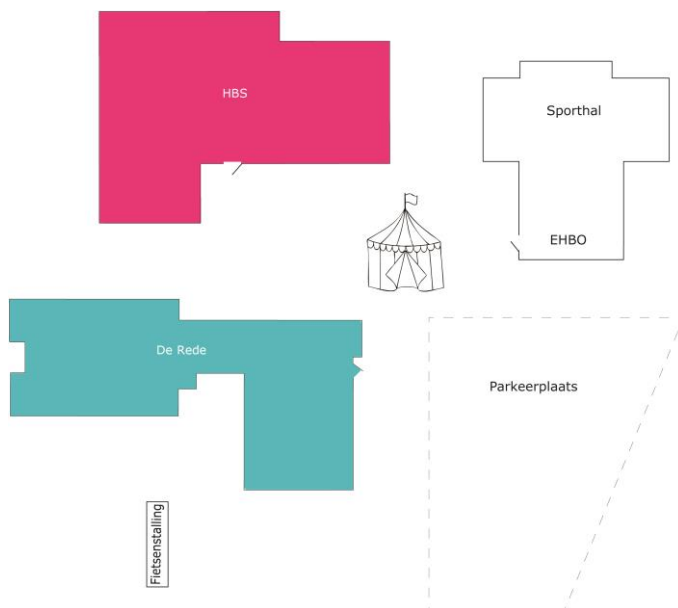 HBS
Sporthal
EHBO
De Rede
Parkeerplaats
Fietsenstalling